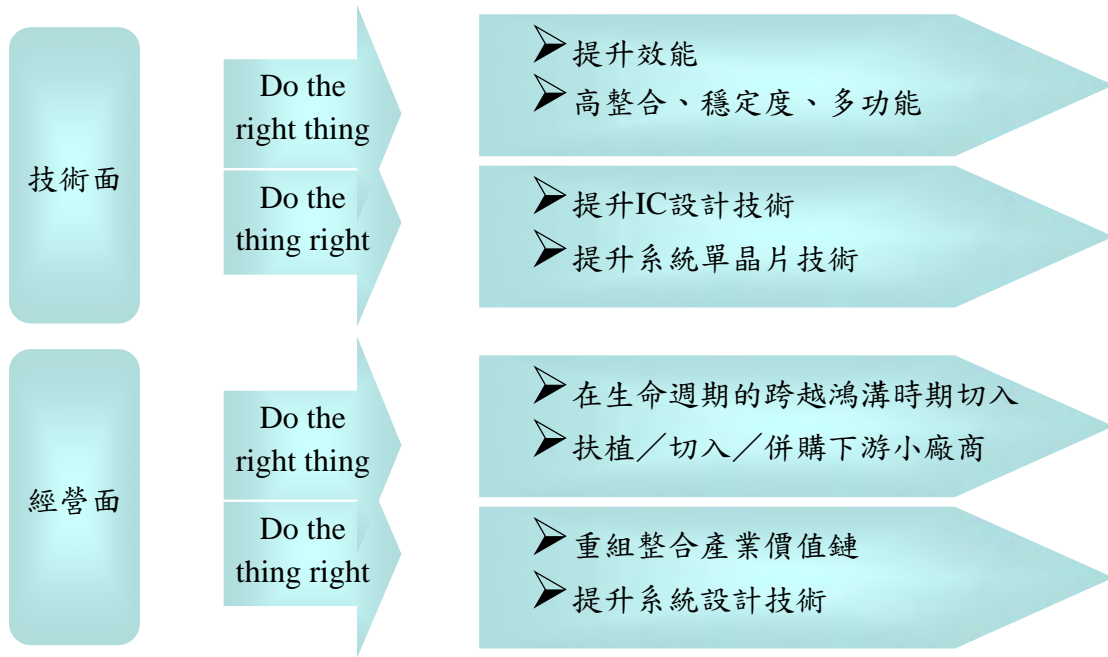 技術面
Do the
right thing
➢提升效能
➢高整合、穩定度、多功能
Do the
thing right
➢提升IC設計技術
➢提升系統單晶片技術
經營面
Do the
right thing
➢在生命週期的跨越鴻溝時期切入
➢扶植／切入／併購下游小廠商
Do the
thing right
➢重組整合產業價值鏈
➢提升系統設計技術